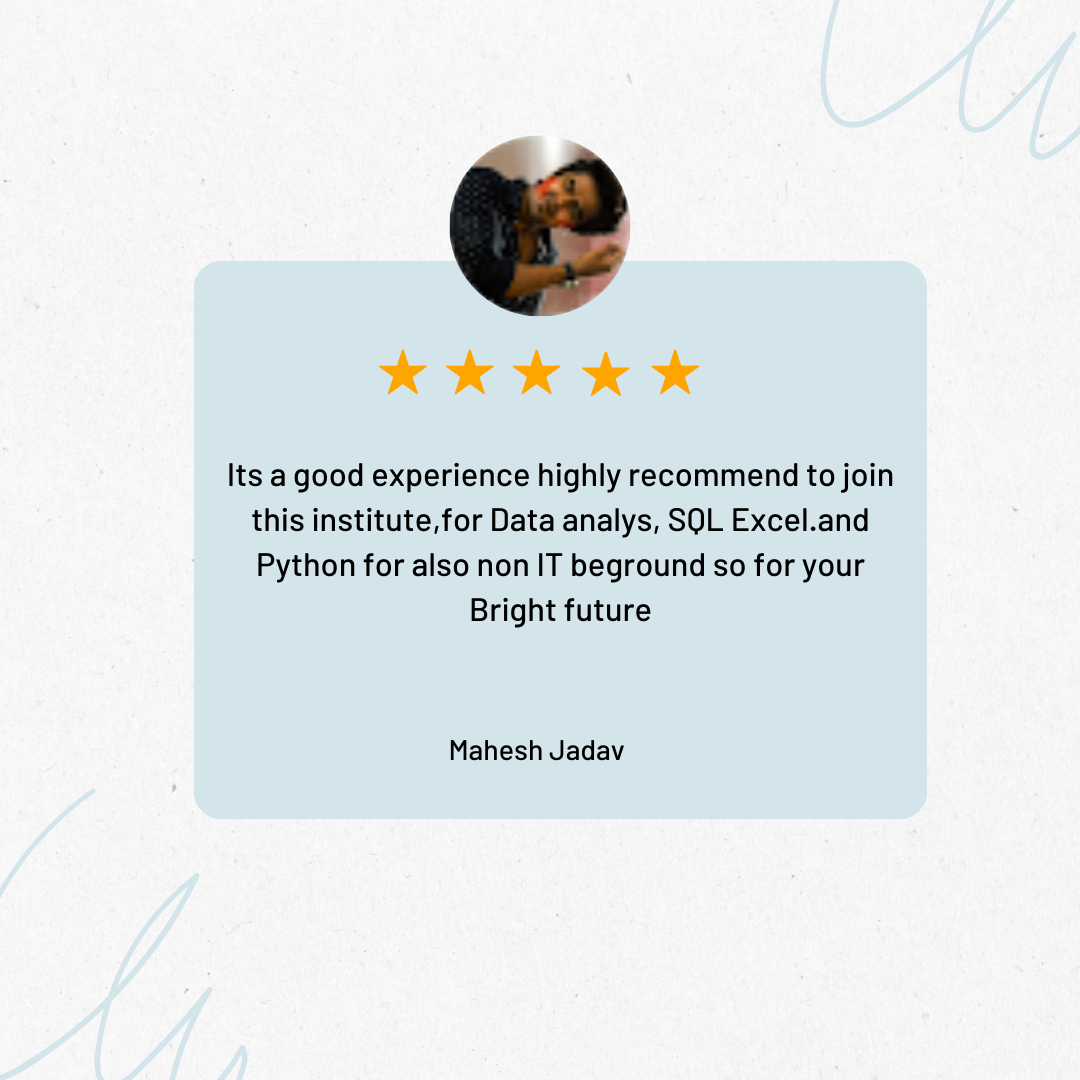 Its a good experience highly recommend to join
this institute,for Data analys, SQL Excel.and
Python for also non IT beground so for your
Bright future
Mahesh Jadav